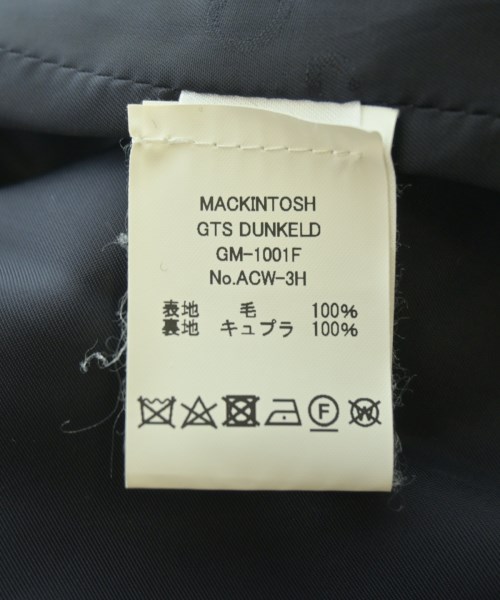 MACKINTOSH
GTS DUNKELD
GM-1001F
No.ACW-3H
表地 毛 100%
裏地 キュプラ 100%
F W